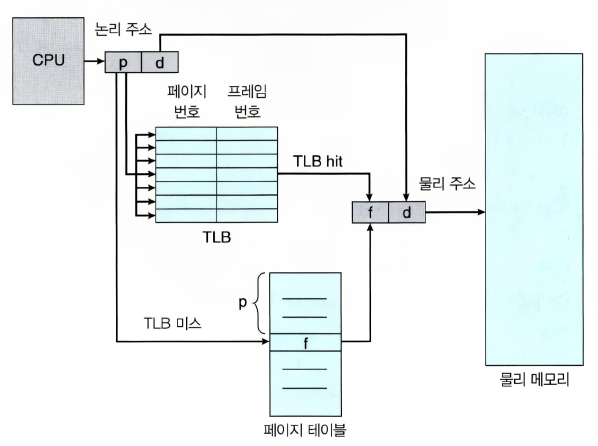 논리 주소
CPU
p d
페이지 번호
프레임 번호
TLB hit
물리 주소
f d
TLB
p
TLB 미스
f
물리 메모리
페이지 테이블